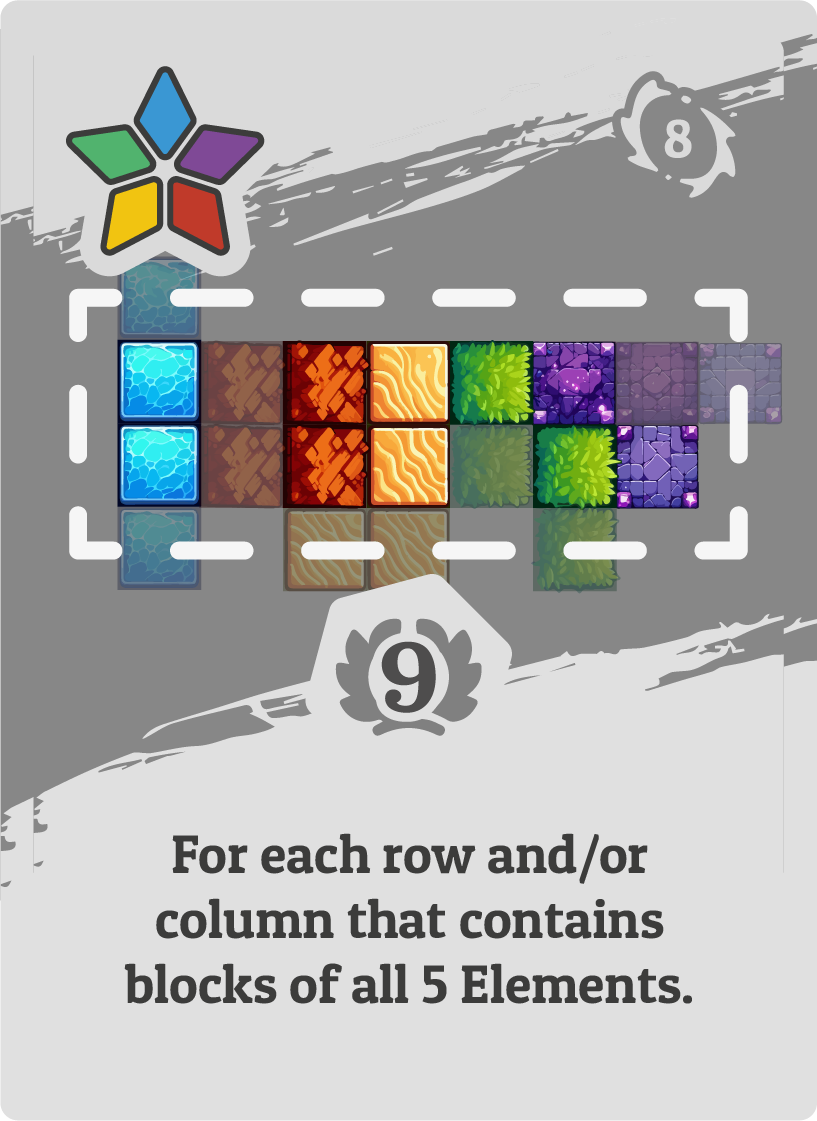 8
9
For each row and/or
column that contains
blocks of all 5 Elements.